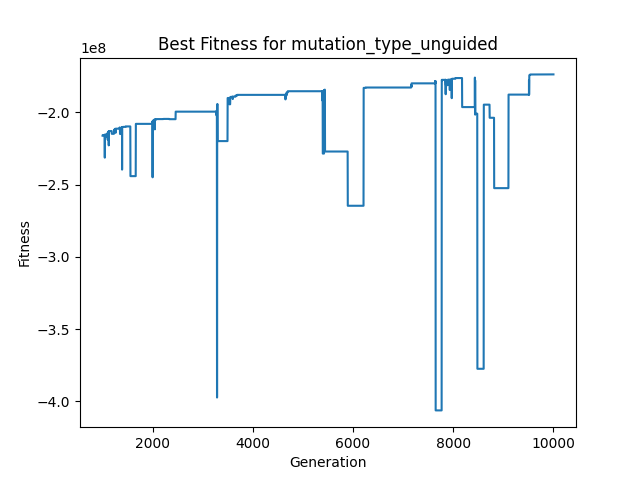 Best Fitness for mutation_type_unguided
1e8
−2.0
−2.5
−3.0
−3.5
−4.0
Fitness
2000 4000 6000 8000 10000
Generation